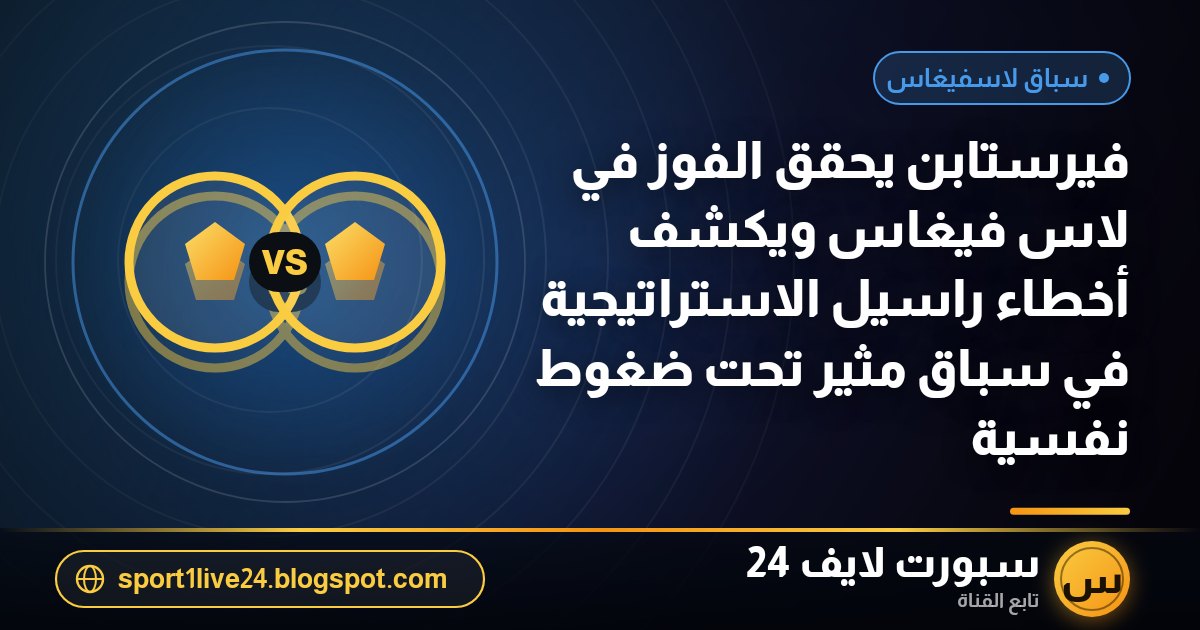 سباق لاسفيغاس
فيرستابن يحقق الفوز في
لاس فيغاس ويكشف
أخطاء راسيل الاستراتيجية
في سباق مثير تحت ضغوط
نفسية
VS
سبورت لايف 24
تابع القناة
س
sport1live24.blogspot.com